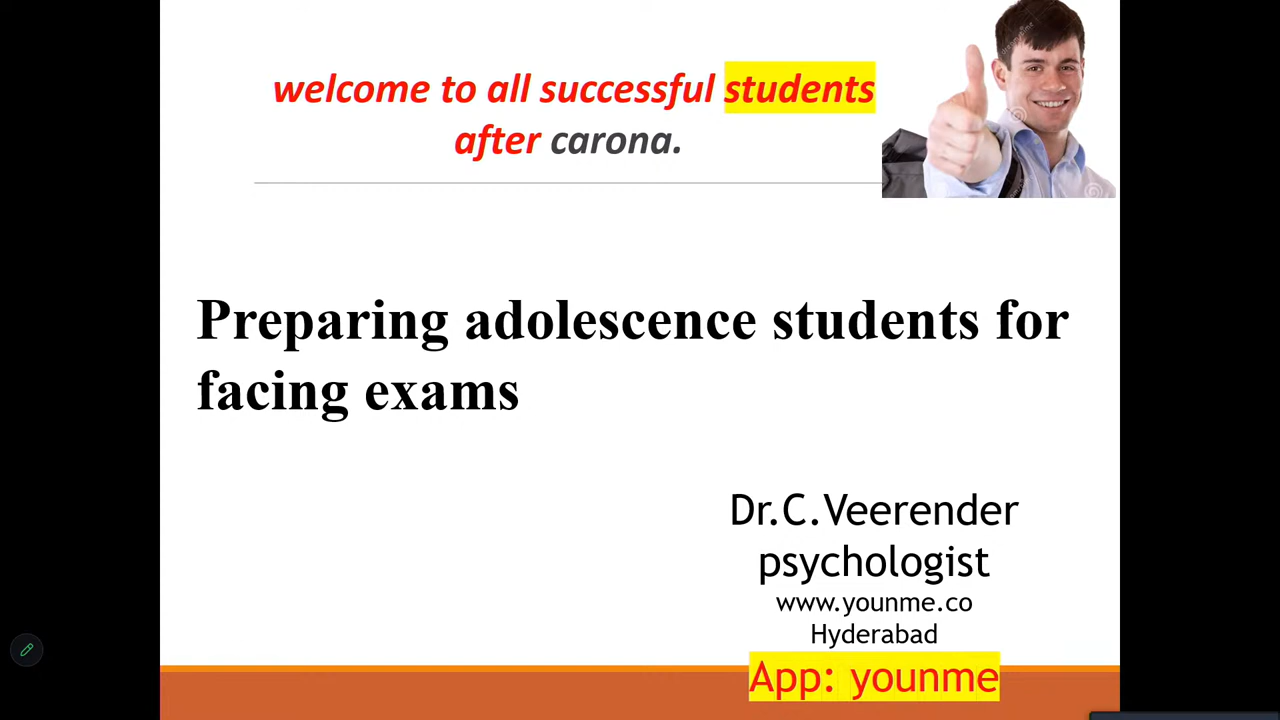 welcome to all successful students
after carona.
Preparing adolescence students for
facing exams
Dr.C.Veerender
psychologist
www.younme.co
Hyderabad
App: younme